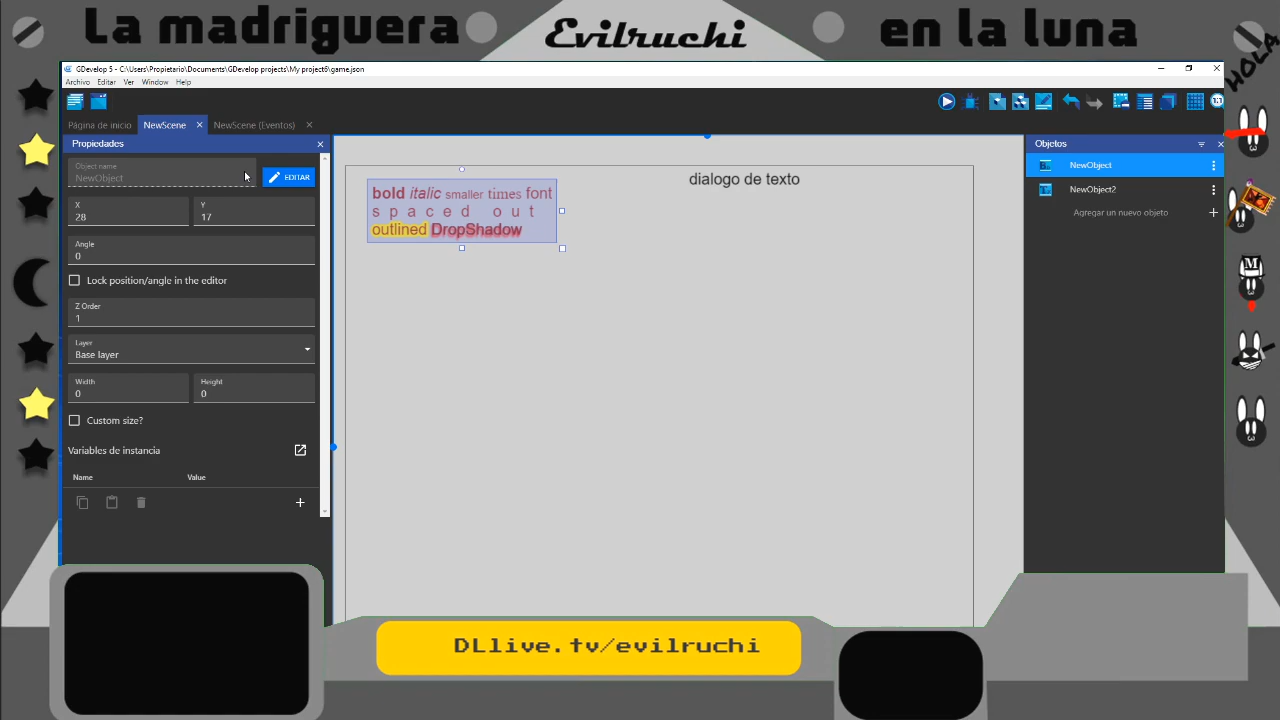 La madriguera
Evilruchi
en la luna
HOLA
GDevelop 5 - C:\Users\Propietario\Documents\GDevelop projects\My project6\game.json
Archivo Editar Ver Window Help
1:1
Página de inicio
NewScene
NewScene (Eventos)
Propiedades
Object name
NewObject
EDITAR
X
28
Y
17
Angle
0
Lock position/angle in the editor
Z Order
1
Layer
Base layer
Width
0
Height
0
Custom size?
Variables de instancia
Name
Value
bold italic smaller times font
spaced out
outlined DropShadow
dialogo de texto
Objetos
NewObject
NewObject2
Agregar un nuevo objeto
M
DLlive.tv/evilruchi